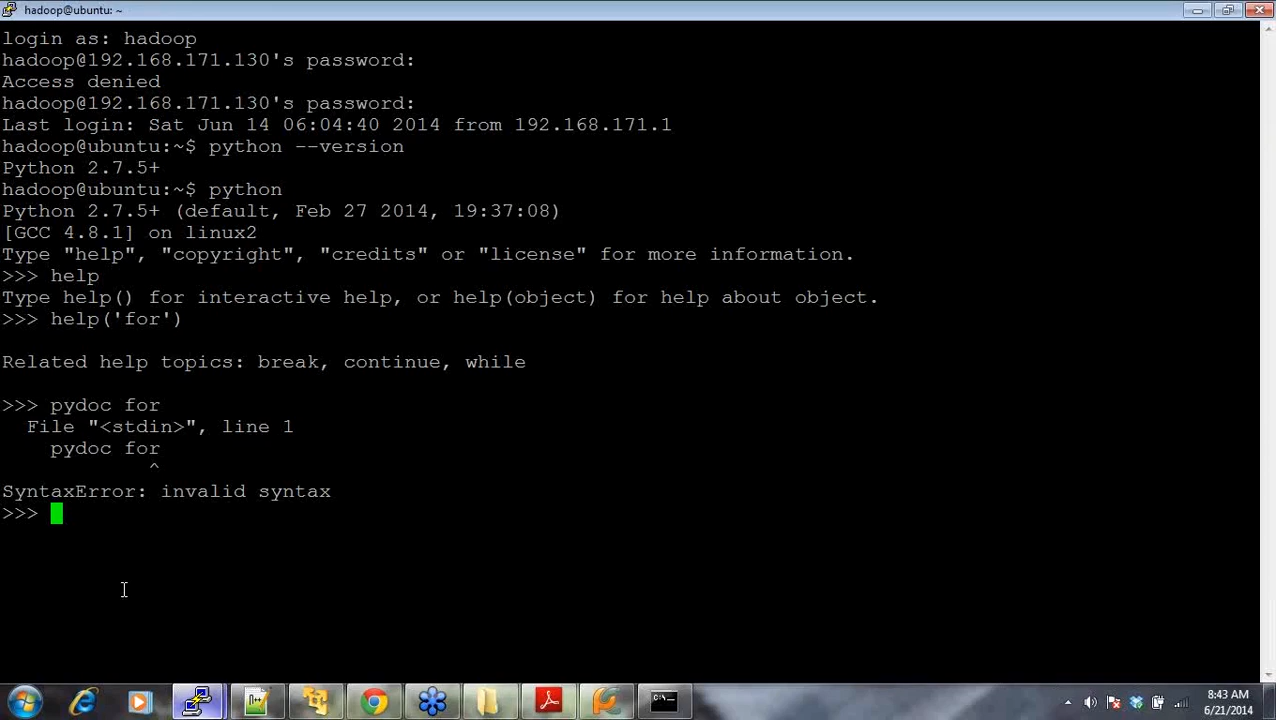 hadoop@ubuntu: ~
login as: hadoop
hadoop@192.168.171.130's password:
Access denied
hadoop@192.168.171.130's password:
Last login: Sat Jun 14 06:04:40 2014 from 192.168.171.1
hadoop@ubuntu:~$ python --version
Python 2.7.5+
hadoop@ubuntu:~$ python
Python 2.7.5+ (default, Feb 27 2014, 19:37:08)
[GCC 4.8.1] on linux2
Type "help", "copyright", "credits" or "license" for more information.
>>> help
Type help() for interactive help, or help(object) for help about object.
>>> help('for')
Related help topics: break, continue, while
>>> pydoc for
  File "<stdin>", line 1
    pydoc for
            ^
SyntaxError: invalid syntax
>>>
8:43 AM
6/21/2014